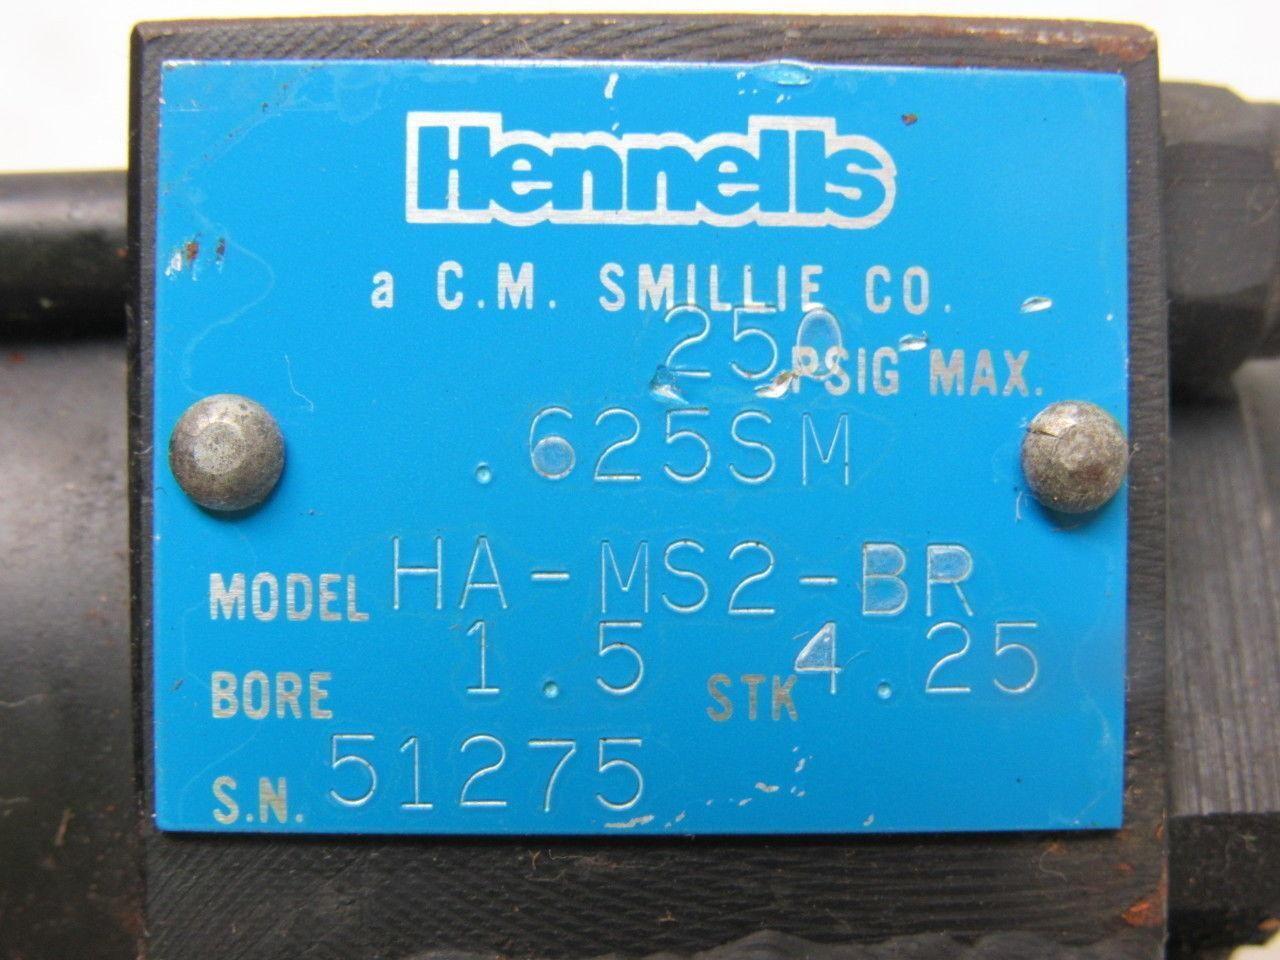 Hennells
a C.M. SMILLIE CO.
250 PSIG MAX.
.625SM
MODEL HA-MS2-BR
BORE 1.5 STK 4.25
S.N. 51275